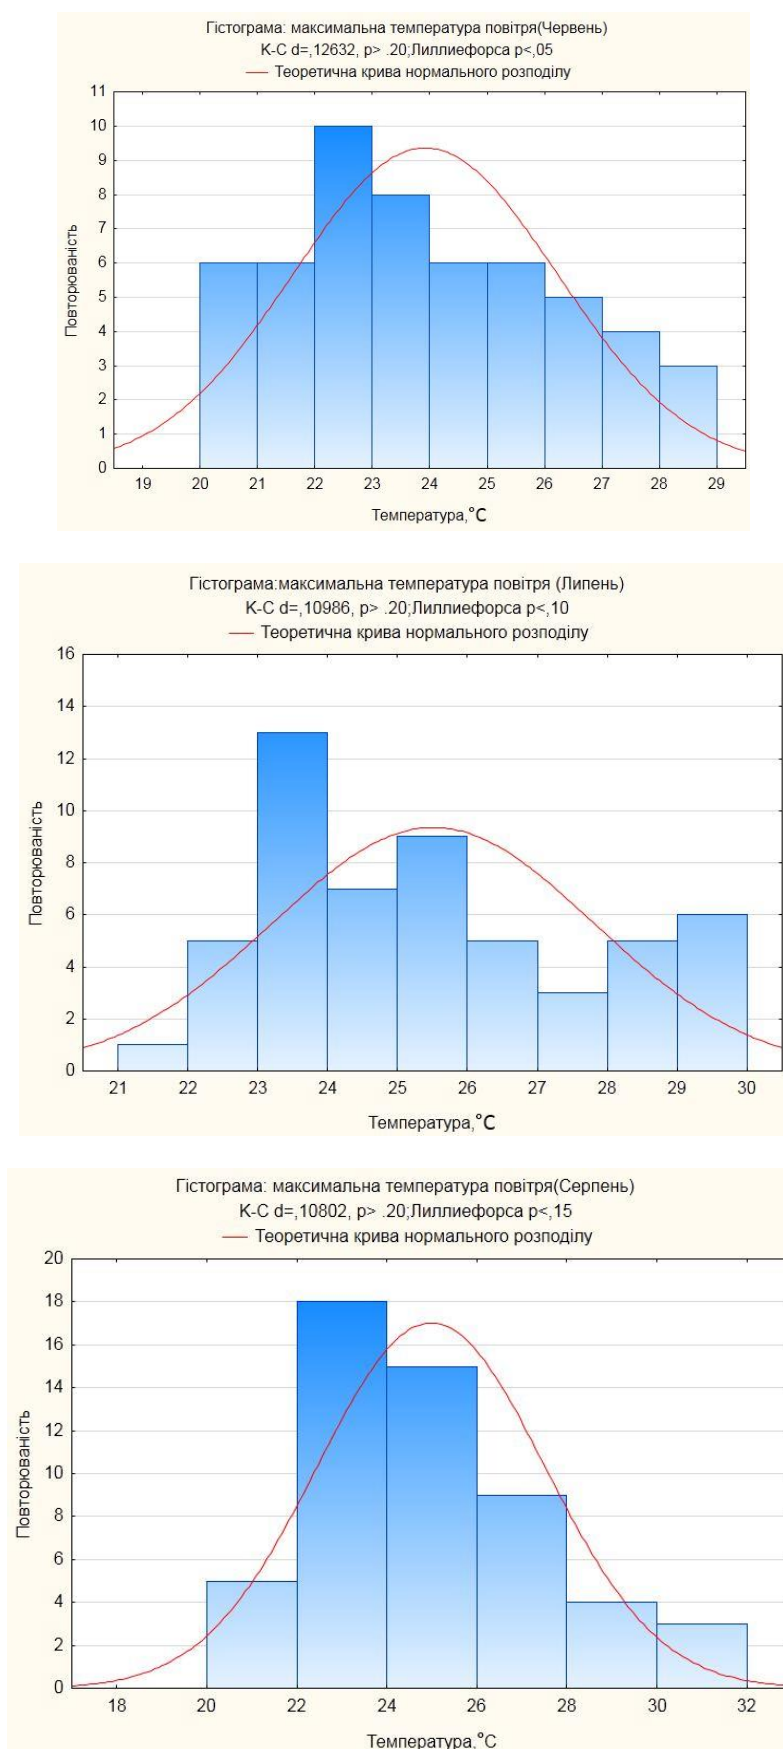 Гістограма: максимальна температура повітря(Червень)
К-С d=,12632, p> .20;Лиллиефорса p<,05
Теоретична крива нормального розподілу
11
10
9
8
7
6
5
4
3
2
1
0
Повторюваність
19 20 21 22 23 24 25 26 27 28 29
Температура,°С
Гістограма:максимальна температура повітря (Липень)
К-С d=,10986, p> .20;Лиллиефорса p<,10
Теоретична крива нормального розподілу
16
14
12
10
8
6
4
2
0
Повторюваність
21 22 23 24 25 26 27 28 29 30
Температура,°С
Гістограма: максимальна температура повітря(Серпень)
К-С d=,10802, p> .20;Лиллиефорса p<,15
Теоретична крива нормального розподілу
20
18
16
14
12
10
8
6
4
2
0
Повторюваність
18 20 22 24 26 28 30 32
Температура,°С